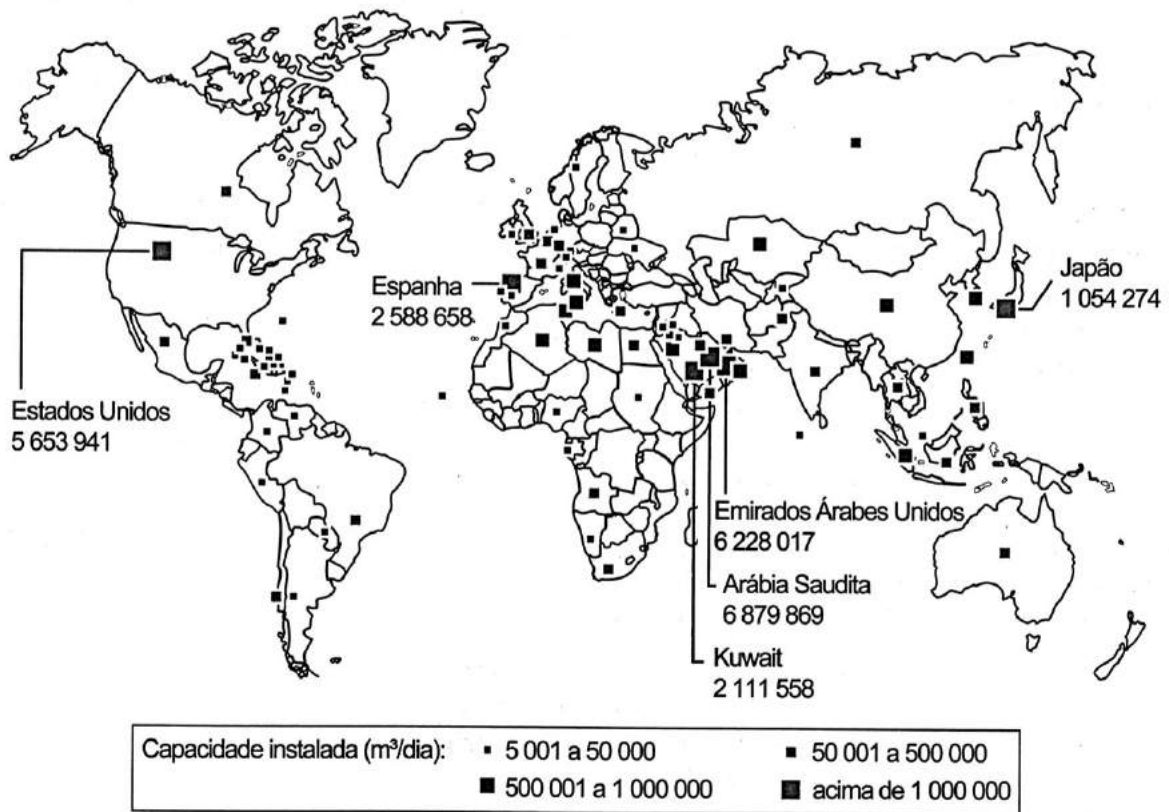 Estados Unidos
5 653 941
Espanha
2 588 658
Japão
1 054 274
Emirados Árabes Unidos
6 228 017
Arábia Saudita
6 879 869
Kuwait
2 111 558
Capacidade instalada (m³/dia):
5 001 a 50 000
50 001 a 500 000
500 001 a 1 000 000
acima de 1 000 000